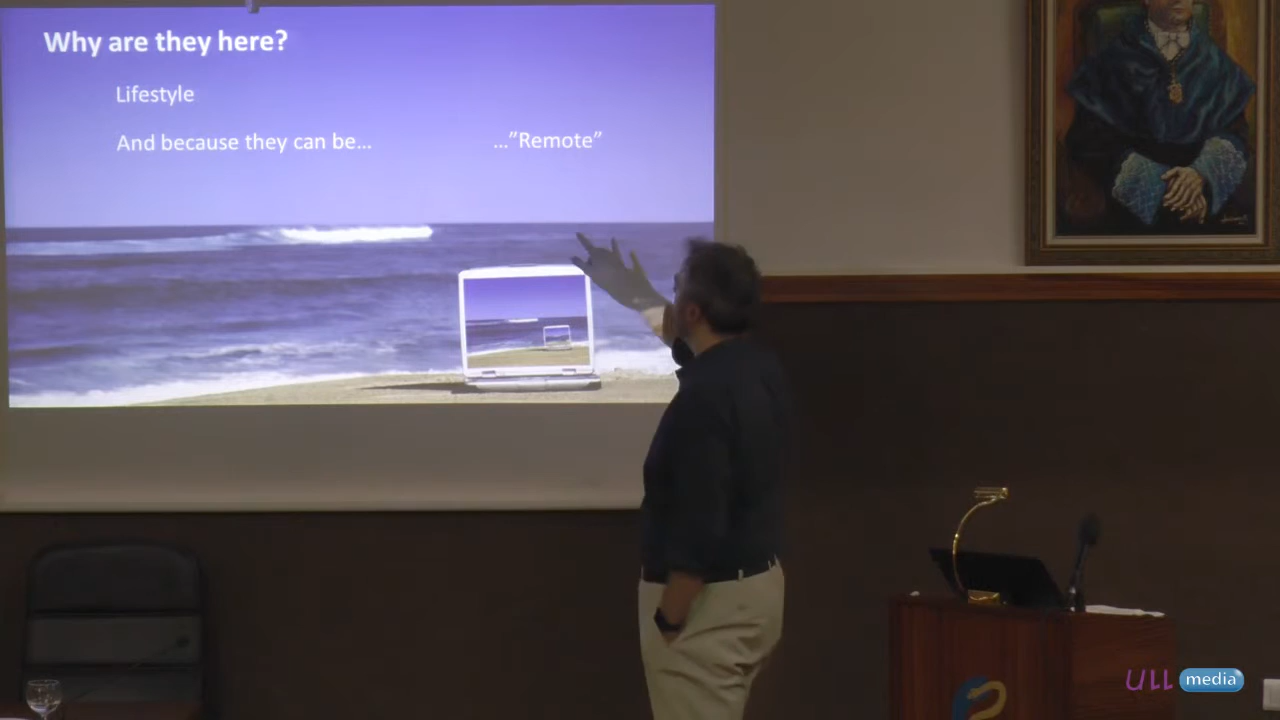 Why are they here?
Lifestyle
And because they can be… …”Remote”
ULL media